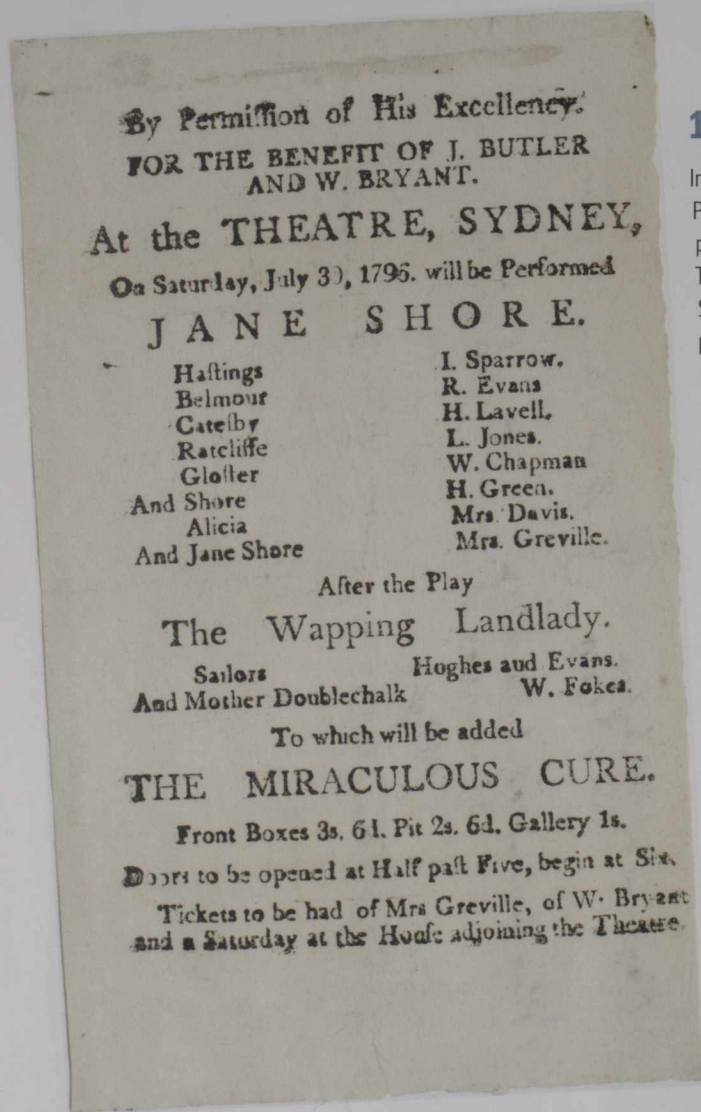 By Permiſſion of His Excellency.
FOR THE BENEFIT OF J. BUTLER
AND W. BRYANT.
At the THEATRE, SYDNEY,
On Saturday, July 30, 1796. will be Performed
JANE SHORE.
Haſtings I. Sparrow.
Belmour R. Evans
Cateſby H. Lavell.
Ratcliffe L. Jones.
Gloſter W. Chapman
And Shore H. Green.
Alicia Mrs. Davis.
And Jane Shore Mrs. Greville.
After the Play
The Wapping Landlady.
Sailors Hoghes aud Evans.
And Mother Doublechalk W. Fokes.
To which will be added
THE MIRACULOUS CURE.
Front Boxes 3s. 6d. Pit 2s. 6d. Gallery 1s.
Doors to be opened at Half paſt Five, begin at Six.
Tickets to be had of Mrs Greville, of W. Bryant
and a Saturday at the Houſe adjoining the Theatre.
1